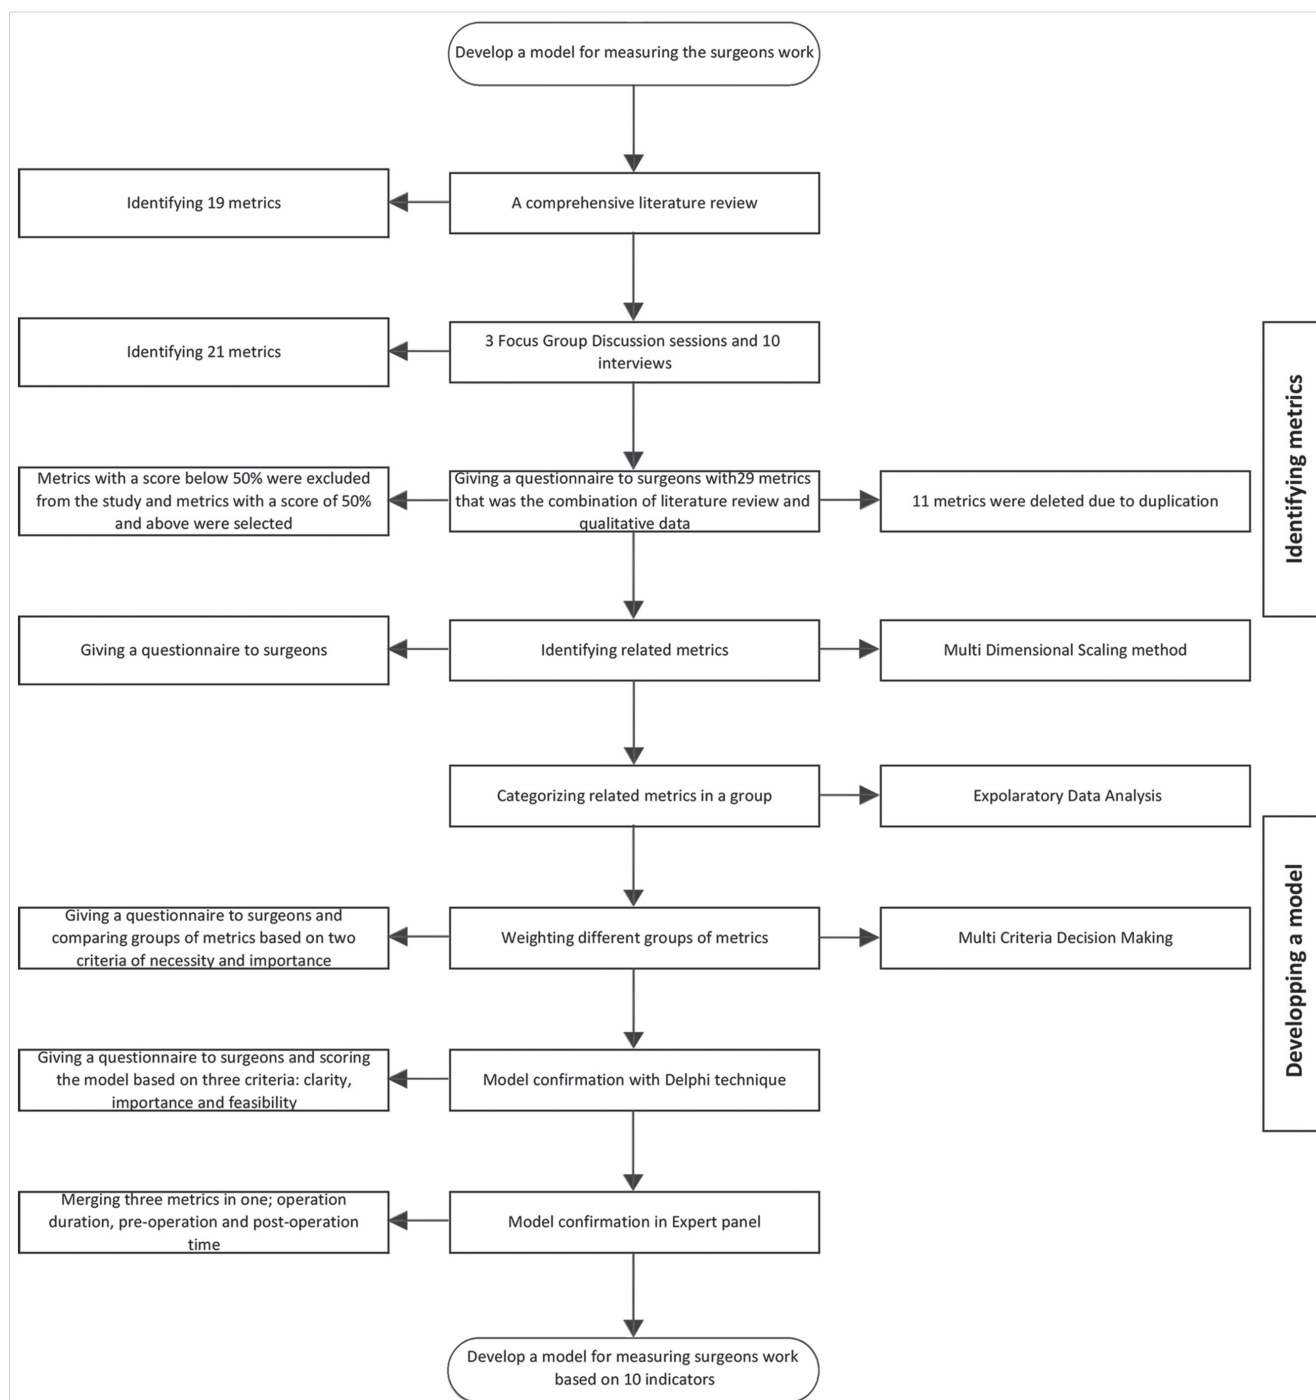 Develop a model for measuring the surgeons work
Identifying 19 metrics
A comprehensive literature review
Identifying 21 metrics
3 Focus Group Discussion sessions and 10
interviews
Identifying metrics
Metrics with a score below 50% were excluded
from the study and metrics with a score of 50%
and above were selected
Giving a questionnaire to surgeons with29 metrics
that was the combination of literature review and
qualitative data
11 metrics were deleted due to duplication
Giving a questionnaire to surgeons
Identifying related metrics
Multi Dimensional Scaling method
Categorizing related metrics in a group
Expolaratory Data Analysis
Developping a model
Giving a questionnaire to surgeons and
comparing groups of metrics based on two
criteria of necessity and importance
Weighting different groups of metrics
Multi Criteria Decision Making
Giving a questionnaire to surgeons and scoring
the model based on three criteria: clarity,
importance and feasibility
Model confirmation with Delphi technique
Merging three metrics in one; operation
duration, pre-operation and post-operation
time
Model confirmation in Expert panel
Develop a model for measuring surgeons work
based on 10 indicators